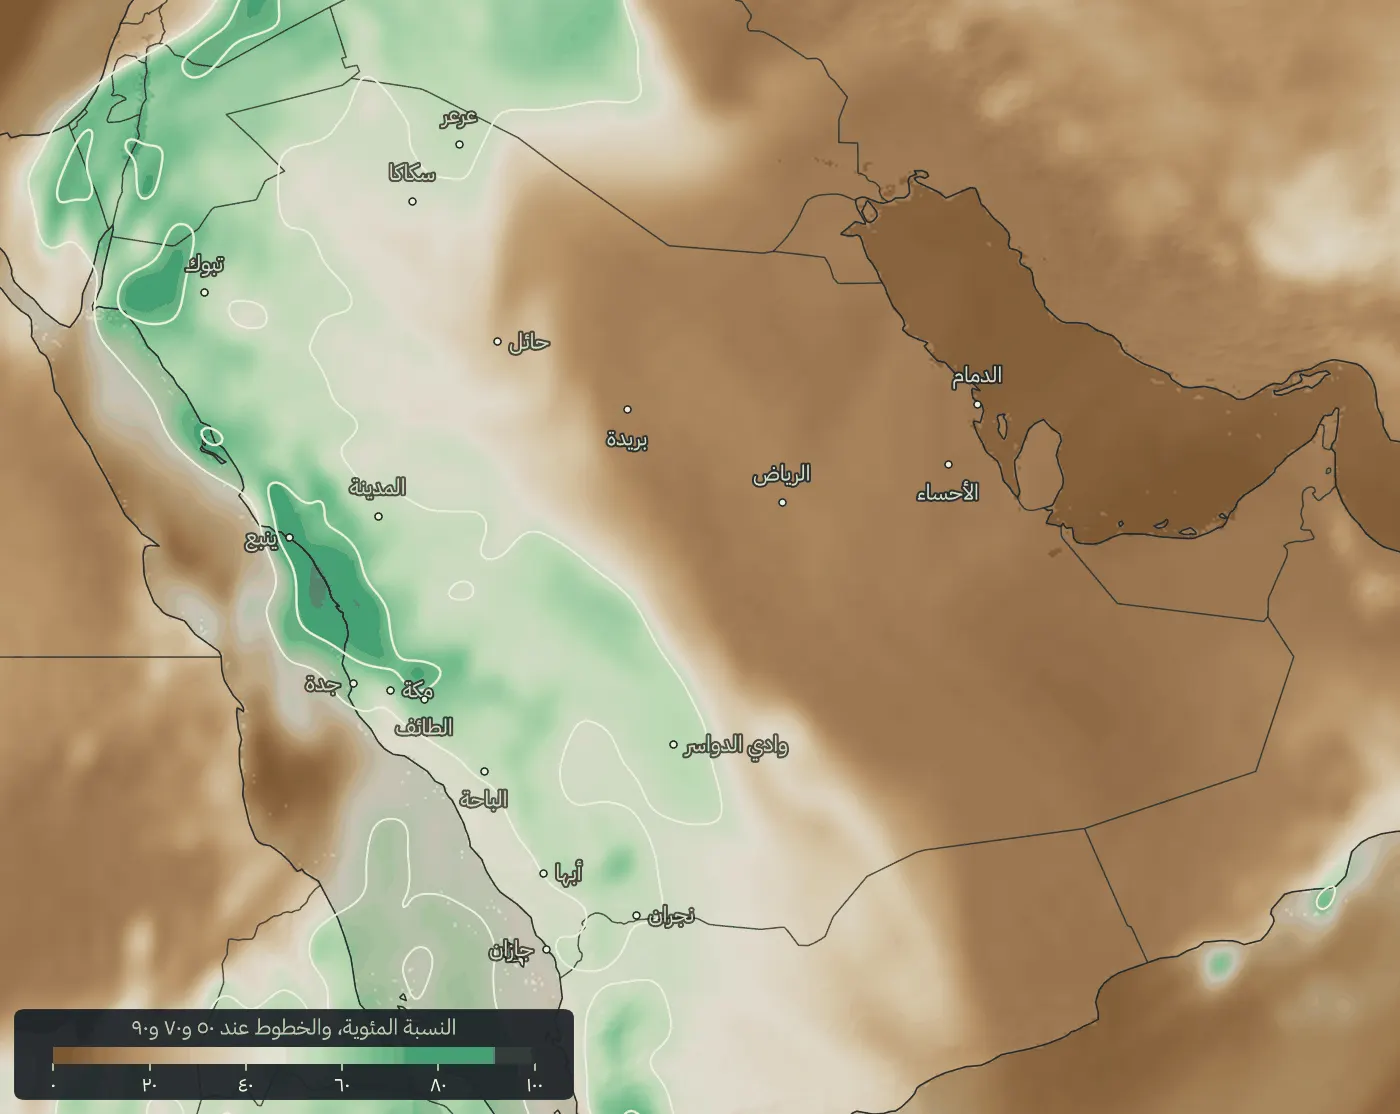 عرعر
سكاكا
تبوك
حائل
الدمام
بريدة
الرياض
الأحساء
المدينة
ينبع
جدة
مكة
الطائف
وادي الدواسر
الباحة
أبها
نجران
جازان
النسبة المئوية، والخطوط عند ٥٠ و٧٠ و٩٠
٠ ٢٠ ٤٠ ٦٠ ٨٠ ١٠٠